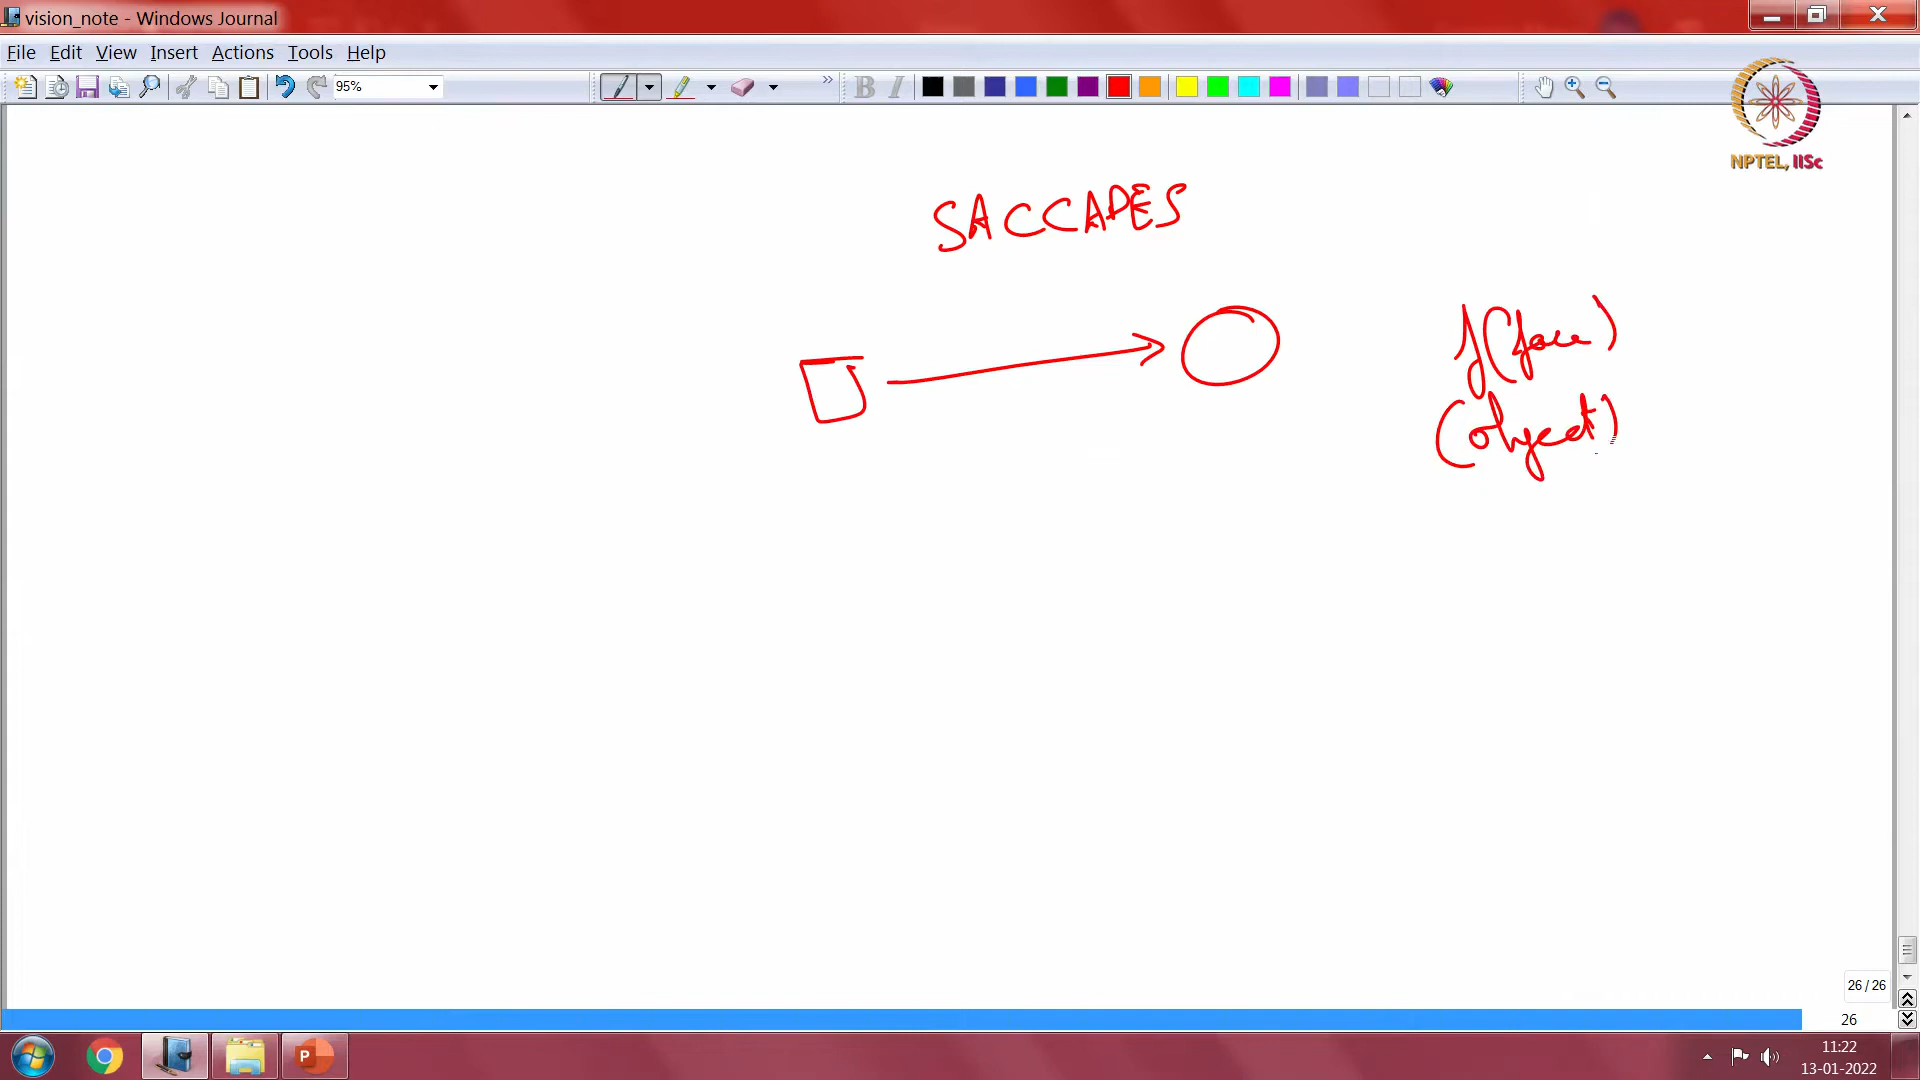 vision_note - Windows Journal
File Edit View Insert Actions Tools Help
95%
B I
NPTEL, IISc
SACCADES
f(face)
(object)
26 / 26
26
11:22
13-01-2022